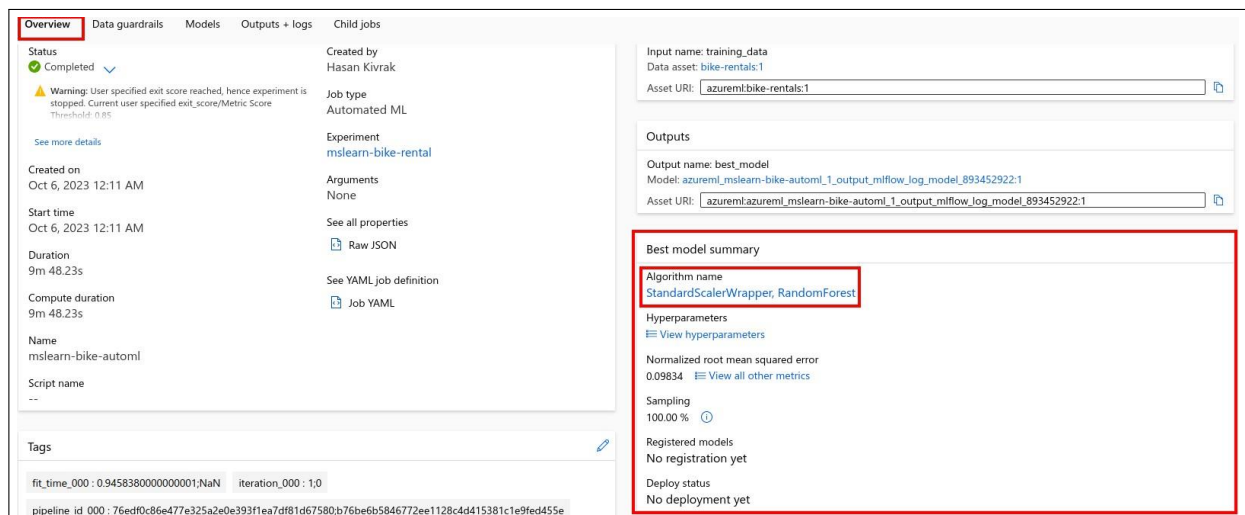 Overview Data guardrails Models Outputs + logs Child jobs
Status
Completed
Warning: User specified exit score reached, hence experiment is
stopped. Current user specified exit_score/Metric Score
Threshold: 0.85
See more details
Created on
Oct 6, 2023 12:11 AM
Start time
Oct 6, 2023 12:11 AM
Duration
9m 48.23s
Compute duration
9m 48.23s
Name
mslearn-bike-automl
Script name
--
Created by
Hasan Kivrak
Job type
Automated ML
Experiment
mslearn-bike-rental
Arguments
None
See all properties
Raw JSON
See YAML job definition
Job YAML
Tags
fit_time_000 : 0.9458380000000001;NaN iteration_000 : 1;0
pipeline_id_000 : 76edf0c86e477e325a2e0e393f1ea7df81d67580;b76be6b5846772ee1128c4d415381c1e9fed455e
Input name: training_data
Data asset: bike-rentals:1
Asset URI: azureml:bike-rentals:1
Outputs
Output name: best_model
Model: azureml_mslearn-bike-automl_1_output_mlflow_log_model_893452922:1
Asset URI: azureml:azureml_mslearn-bike-automl_1_output_mlflow_log_model_893452922:1
Best model summary
Algorithm name
StandardScalerWrapper, RandomForest
Hyperparameters
View hyperparameters
Normalized root mean squared error
0.09834 View all other metrics
Sampling
100.00 %
Registered models
No registration yet
Deploy status
No deployment yet